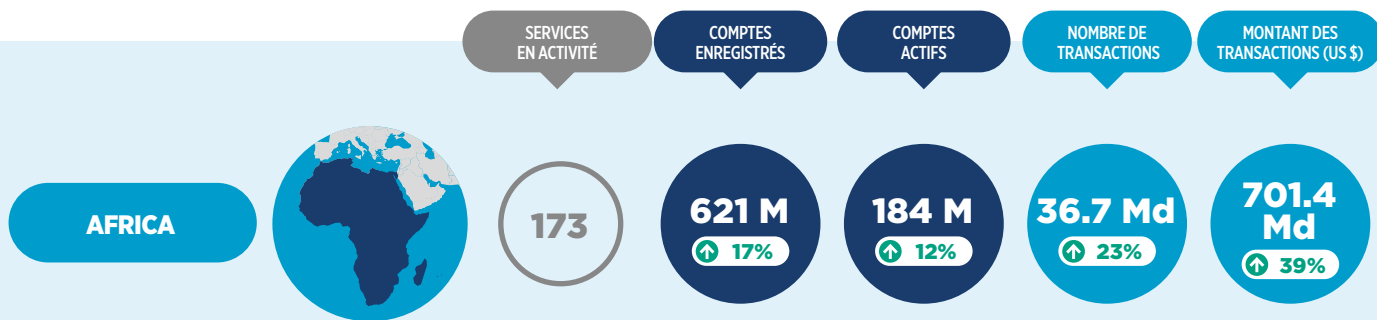 SERVICES
EN ACTIVITÉ
COMPTES
ENREGISTRÉS
COMPTES
ACTIFS
NOMBRE DE
TRANSACTIONS
MONTANT DES
TRANSACTIONS (US $)
AFRICA
173
621 M
17%
184 M
12%
36.7 Md
23%
701.4
Md
39%